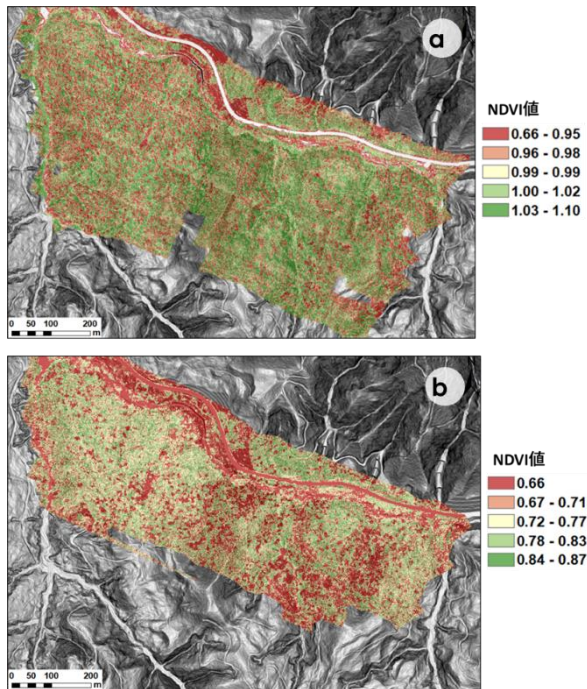 a
NDVI値
0.66 - 0.95
0.96 - 0.98
0.99 - 0.99
1.00 - 1.02
1.03 - 1.10
0 50 100 200
m
b
NDVI値
0.66
0.67 - 0.71
0.72 - 0.77
0.78 - 0.83
0.84 - 0.87
0 50 100 200
m